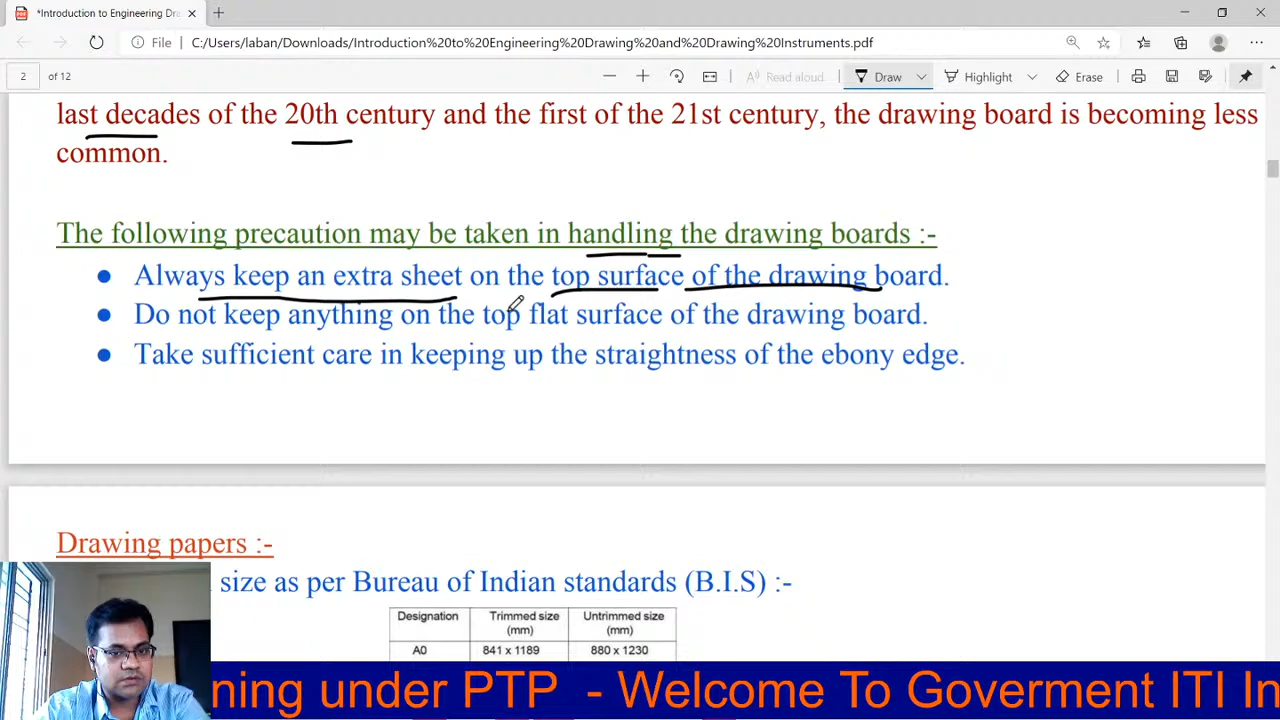 *Introduction to Engineering Dra
File C:/Users/laban/Downloads/Introduction%20to%20Engineering%20Drawing%20and%20Drawing%20Instruments.pdf
2 of 12 Read aloud Draw Highlight Erase
last decades of the 20th century and the first of the 21st century, the drawing board is becoming less
common.
The following precaution may be taken in handling the drawing boards :-
● Always keep an extra sheet on the top surface of the drawing board.
● Do not keep anything on the top flat surface of the drawing board.
● Take sufficient care in keeping up the straightness of the ebony edge.
Drawing papers :-
size as per Bureau of Indian standards (B.I.S) :-
Designation Trimmed size (mm) Untrimmed size (mm)
A0 841 x 1189 880 x 1230
ning under PTP - Welcome To Goverment ITI In